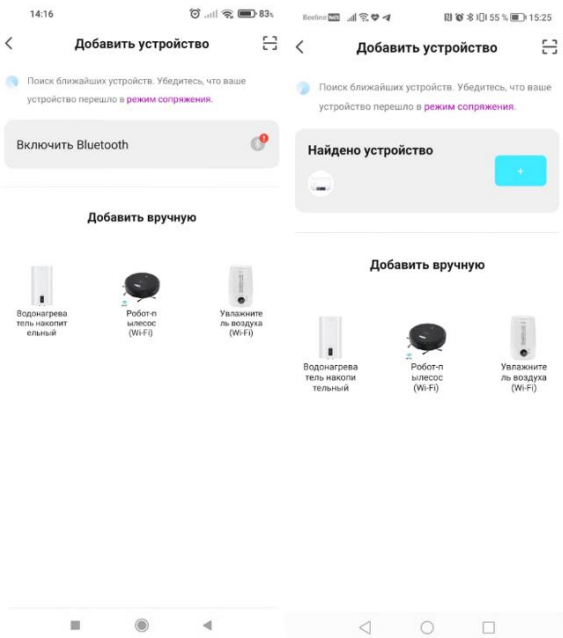 14:16
83%
Добавить устройство
Поиск ближайших устройств. Убедитесь, что ваше
устройство перешло в режим сопряжения.
Включить Bluetooth
Добавить вручную
Водонагрева
тель накопит
ельный
Робот-п
ылесос
(Wi-Fi)
Увлажните
ль воздуха
(Wi-Fi)
Beeline
55 %
15:25
Добавить устройство
Поиск ближайших устройств. Убедитесь, что ваше
устройство перешло в режим сопряжения.
Найдено устройство
+
Добавить вручную
Водонагрева
тель накопи
тельный
Робот-п
ылесос
(Wi-Fi)
Увлажните
ль воздуха
(Wi-Fi)